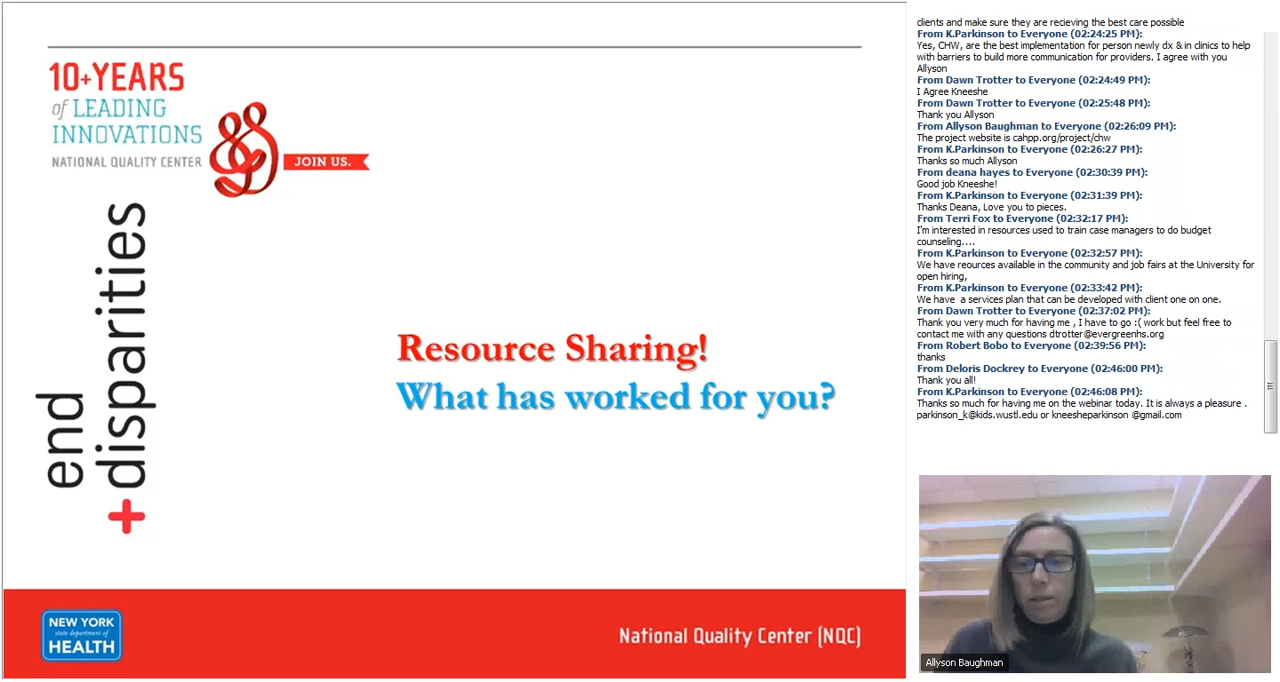 10+YEARS
of LEADING
INNOVATIONS
NATIONAL QUALITY CENTER
JOIN US.
end
+disparities
Resource Sharing!
What has worked for you?
NEW YORK
state department of
HEALTH
National Quality Center (NQC)
clients and make sure they are recieving the best care possible
From K.Parkinson to Everyone (02:24:25 PM):
Yes, CHW, are the best implementation for person newly dx & in clinics to help
with barriers to build more communication for providers. I agree with you
Allyson
From Dawn Trotter to Everyone (02:24:49 PM):
I Agree Kneeshe
From Dawn Trotter to Everyone (02:25:48 PM):
Thank you Allyson
From Allyson Baughman to Everyone (02:26:09 PM):
The project website is cahpp.org/project/chw
From K.Parkinson to Everyone (02:26:27 PM):
Thanks so much Allyson
From deana hayes to Everyone (02:30:39 PM):
Good job Kneeshe!
From K.Parkinson to Everyone (02:31:39 PM):
Thanks Deana, Love you to pieces.
From Terri Fox to Everyone (02:32:17 PM):
I'm interested in resources used to train case managers to do budget
counseling....
From K.Parkinson to Everyone (02:32:57 PM):
We have reources available in the community and job fairs at the University for
open hiring,
From K.Parkinson to Everyone (02:33:42 PM):
We have a services plan that can be developed with client one on one.
From Dawn Trotter to Everyone (02:37:02 PM):
Thank you very much for having me , I have to go :( work but feel free to
contact me with any questions dtrotter@evergreenhs.org
From Robert Bobo to Everyone (02:39:56 PM):
thanks
From Deloris Dockrey to Everyone (02:46:00 PM):
Thank you all!
From K.Parkinson to Everyone (02:46:08 PM):
Thanks so much for having me on the webinar today. It is always a pleasure .
parkinson_k@kids.wustl.edu or kneesheparkinson @gmail.com
Allyson Baughman